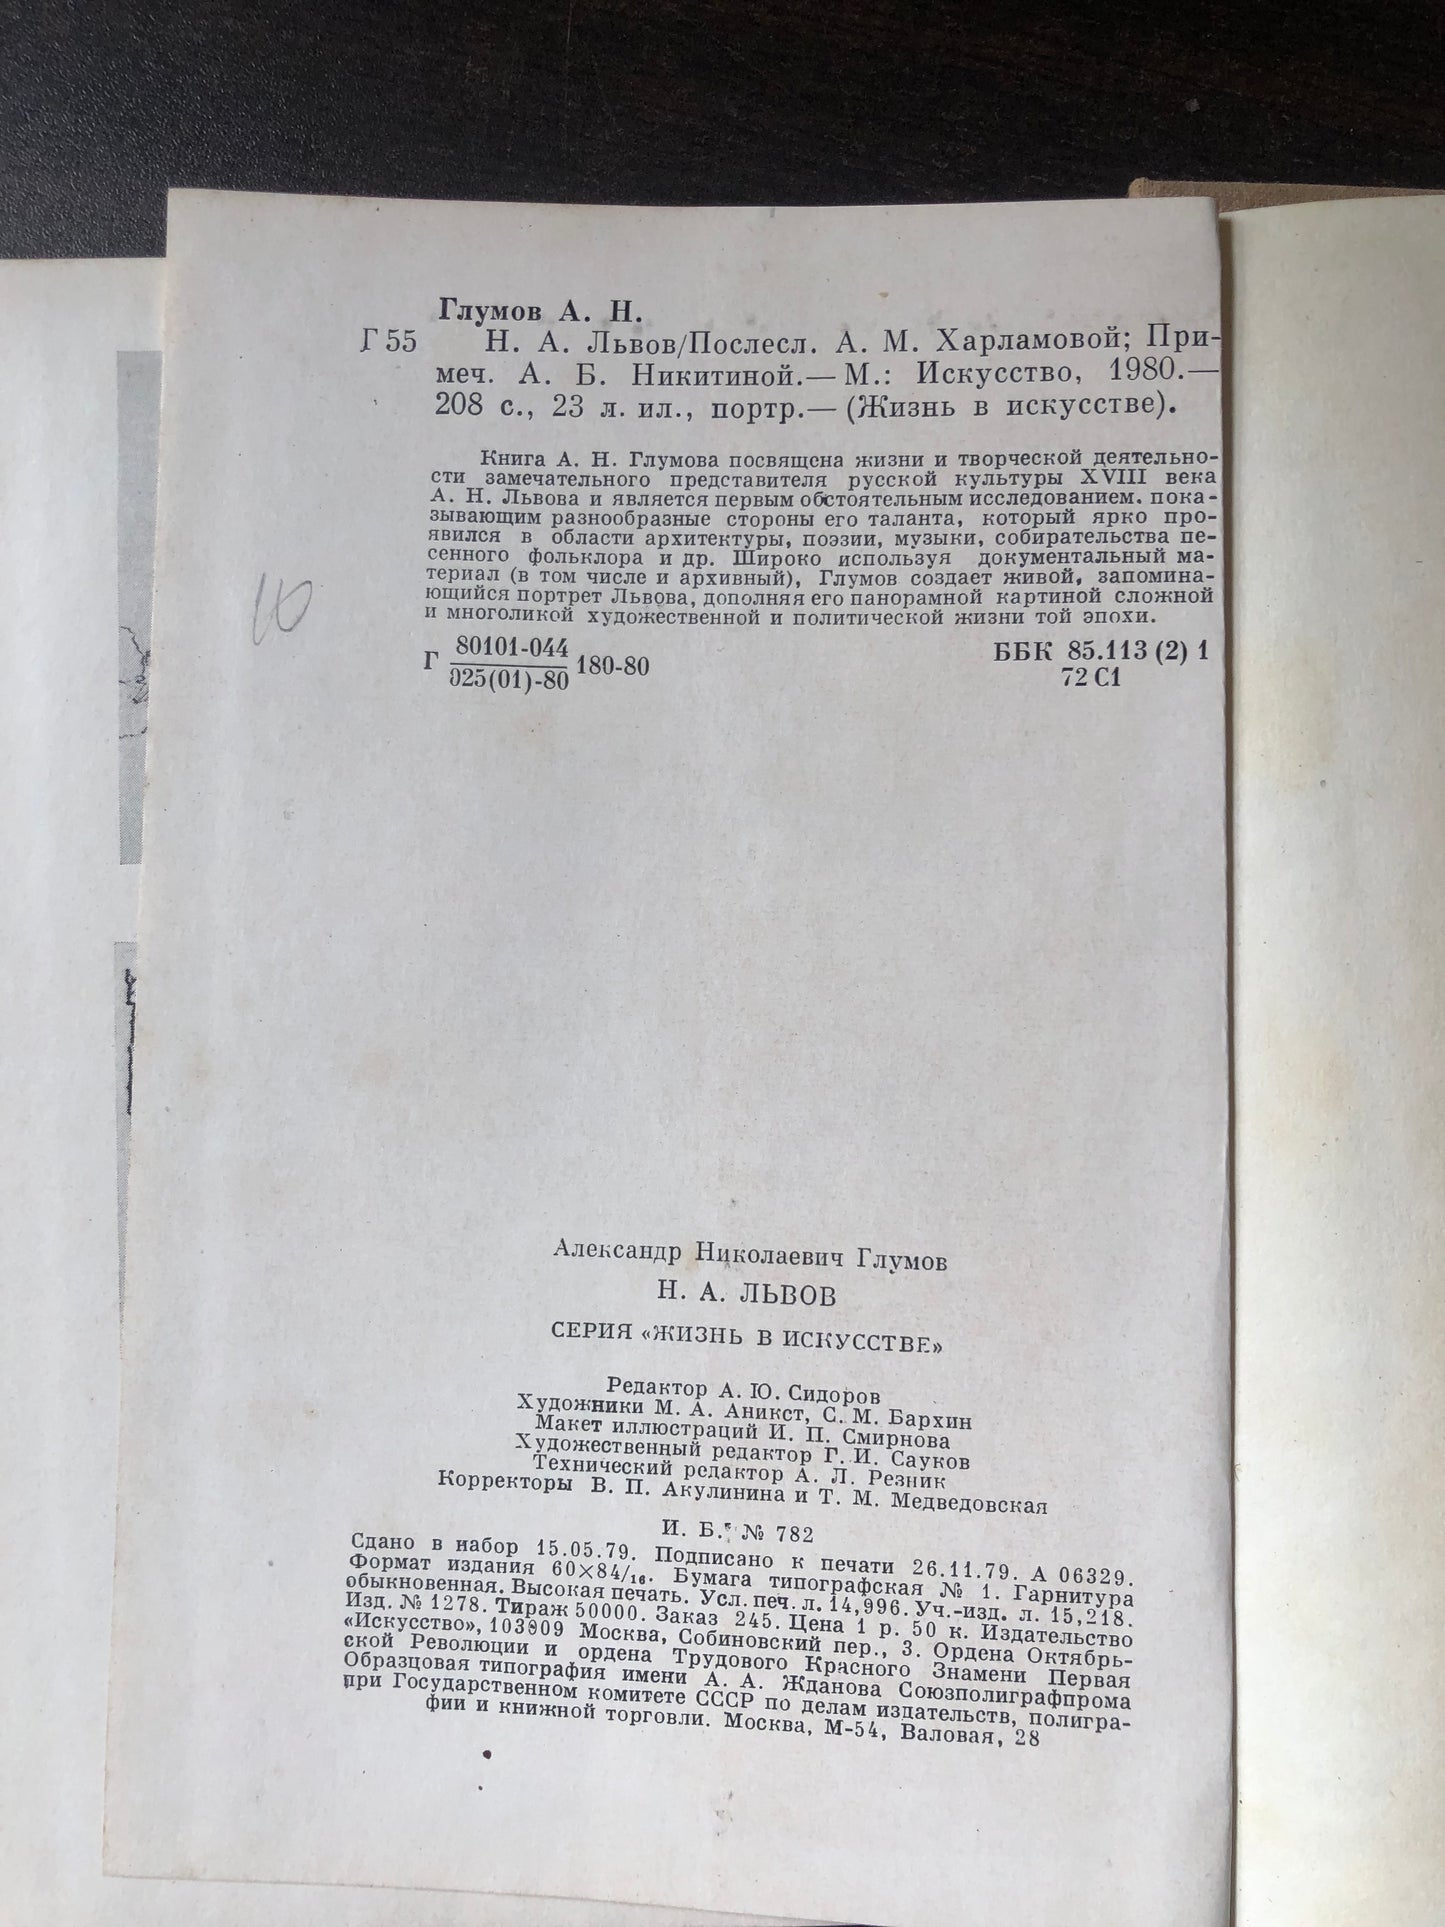 Глумов А. Н.
Г 55 Н. А. Львов/Послесл. А. М. Харламовой; При-
меч. А. Б. Никитиной.— М.: Искусство, 1980.—
208 с., 23 л. ил., портр.— (Жизнь в искусстве).
Книга А. Н. Глумова посвящена жизни и творческой деятельно-
сти замечательного представителя русской культуры XVIII века
А. Н. Львова и является первым обстоятельным исследованием. пока-
зывающим разнообразные стороны его таланта, который ярко про-
явился в области архитектуры, поэзии, музыки, собирательства пе-
сенного фольклора и др. Широко используя документальный ма-
териал (в том числе и архивный), Глумов создает живой, запомина-
ющийся портрет Львова, дополняя его панорамной картиной сложной
и многоликой художественной и политической жизни той эпохи.
10
80101-044
Г 180-80
025(01)-80
ББК 85.113 (2) 1
72 С1
Александр Николаевич Глумов
Н. А. ЛЬВОВ
СЕРИЯ «ЖИЗНЬ В ИСКУССТВЕ»
Редактор А. Ю. Сидоров
Художники М. А. Аникст, С. М. Бархин
Макет иллюстраций И. П. Смирнова
Художественный редактор Г. И. Сауков
Технический редактор А. Л. Резник
Корректоры В. П. Акулинина и Т. М. Медведовская
И. Б. № 782
Сдано в набор 15.05.79. Подписано к печати 26.11.79. А 06329.
Формат издания 60×84/16. Бумага типографская № 1. Гарнитура
обыкновенная. Высокая печать. Усл. печ. л. 14,996. Уч.-изд. л. 15,218.
Изд. № 1278. Тираж 50000. Заказ 245. Цена 1 р. 50 к. Издательство
«Искусство», 103009 Москва, Собиновский пер., 3. Ордена Октябрь-
ской Революции и ордена Трудового Красного Знамени Первая
Образцовая типография имени А. А. Жданова Союзполиграфпрома
при Государственном комитете СССР по делам издательств, полигра-
фии и книжной торговли. Москва, М-54, Валовая, 28